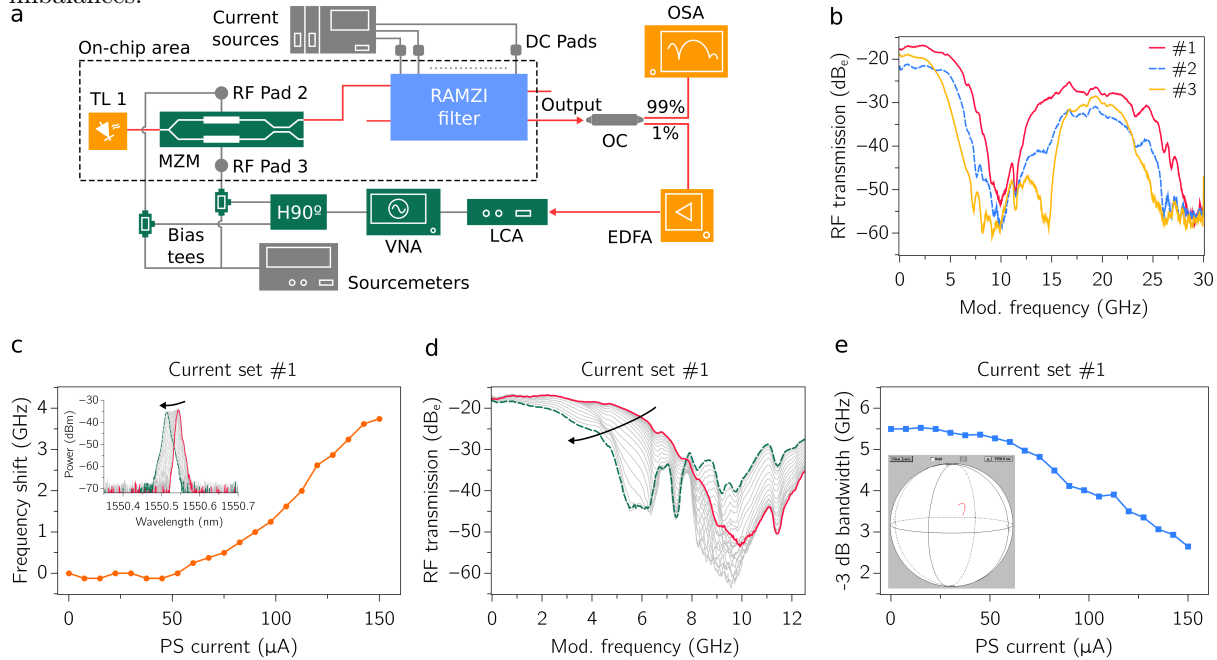 imbalances.
a
Current
sources
On-chip area
DC Pads
OSA
TL 1
RF Pad 2
RAMZI
filter
Output
99%
1%
OC
MZM
RF Pad 3
H90º
VNA
LCA
EDFA
Bias
tees
Sourcemeters
b
#1
#2
#3
RF transmission (dBe)
−20
−30
−40
−50
−60
0 5 10 15 20 25 30
Mod. frequency (GHz)
c
Current set #1
Frequency shift (GHz)
4
3
2
1
0
0 50 100 150
PS current (μA)
Power (dBm)
−30
−40
−50
−60
−70
1550.4 1550.5 1550.6 1550.7
Wavelength (nm)
d
Current set #1
RF transmission (dBe)
−20
−30
−40
−50
−60
0 2 4 6 8 10 12
Mod. frequency (GHz)
e
Current set #1
-3 dB bandwidth (GHz)
6
5
4
3
2
0 50 100 150
PS current (μA)